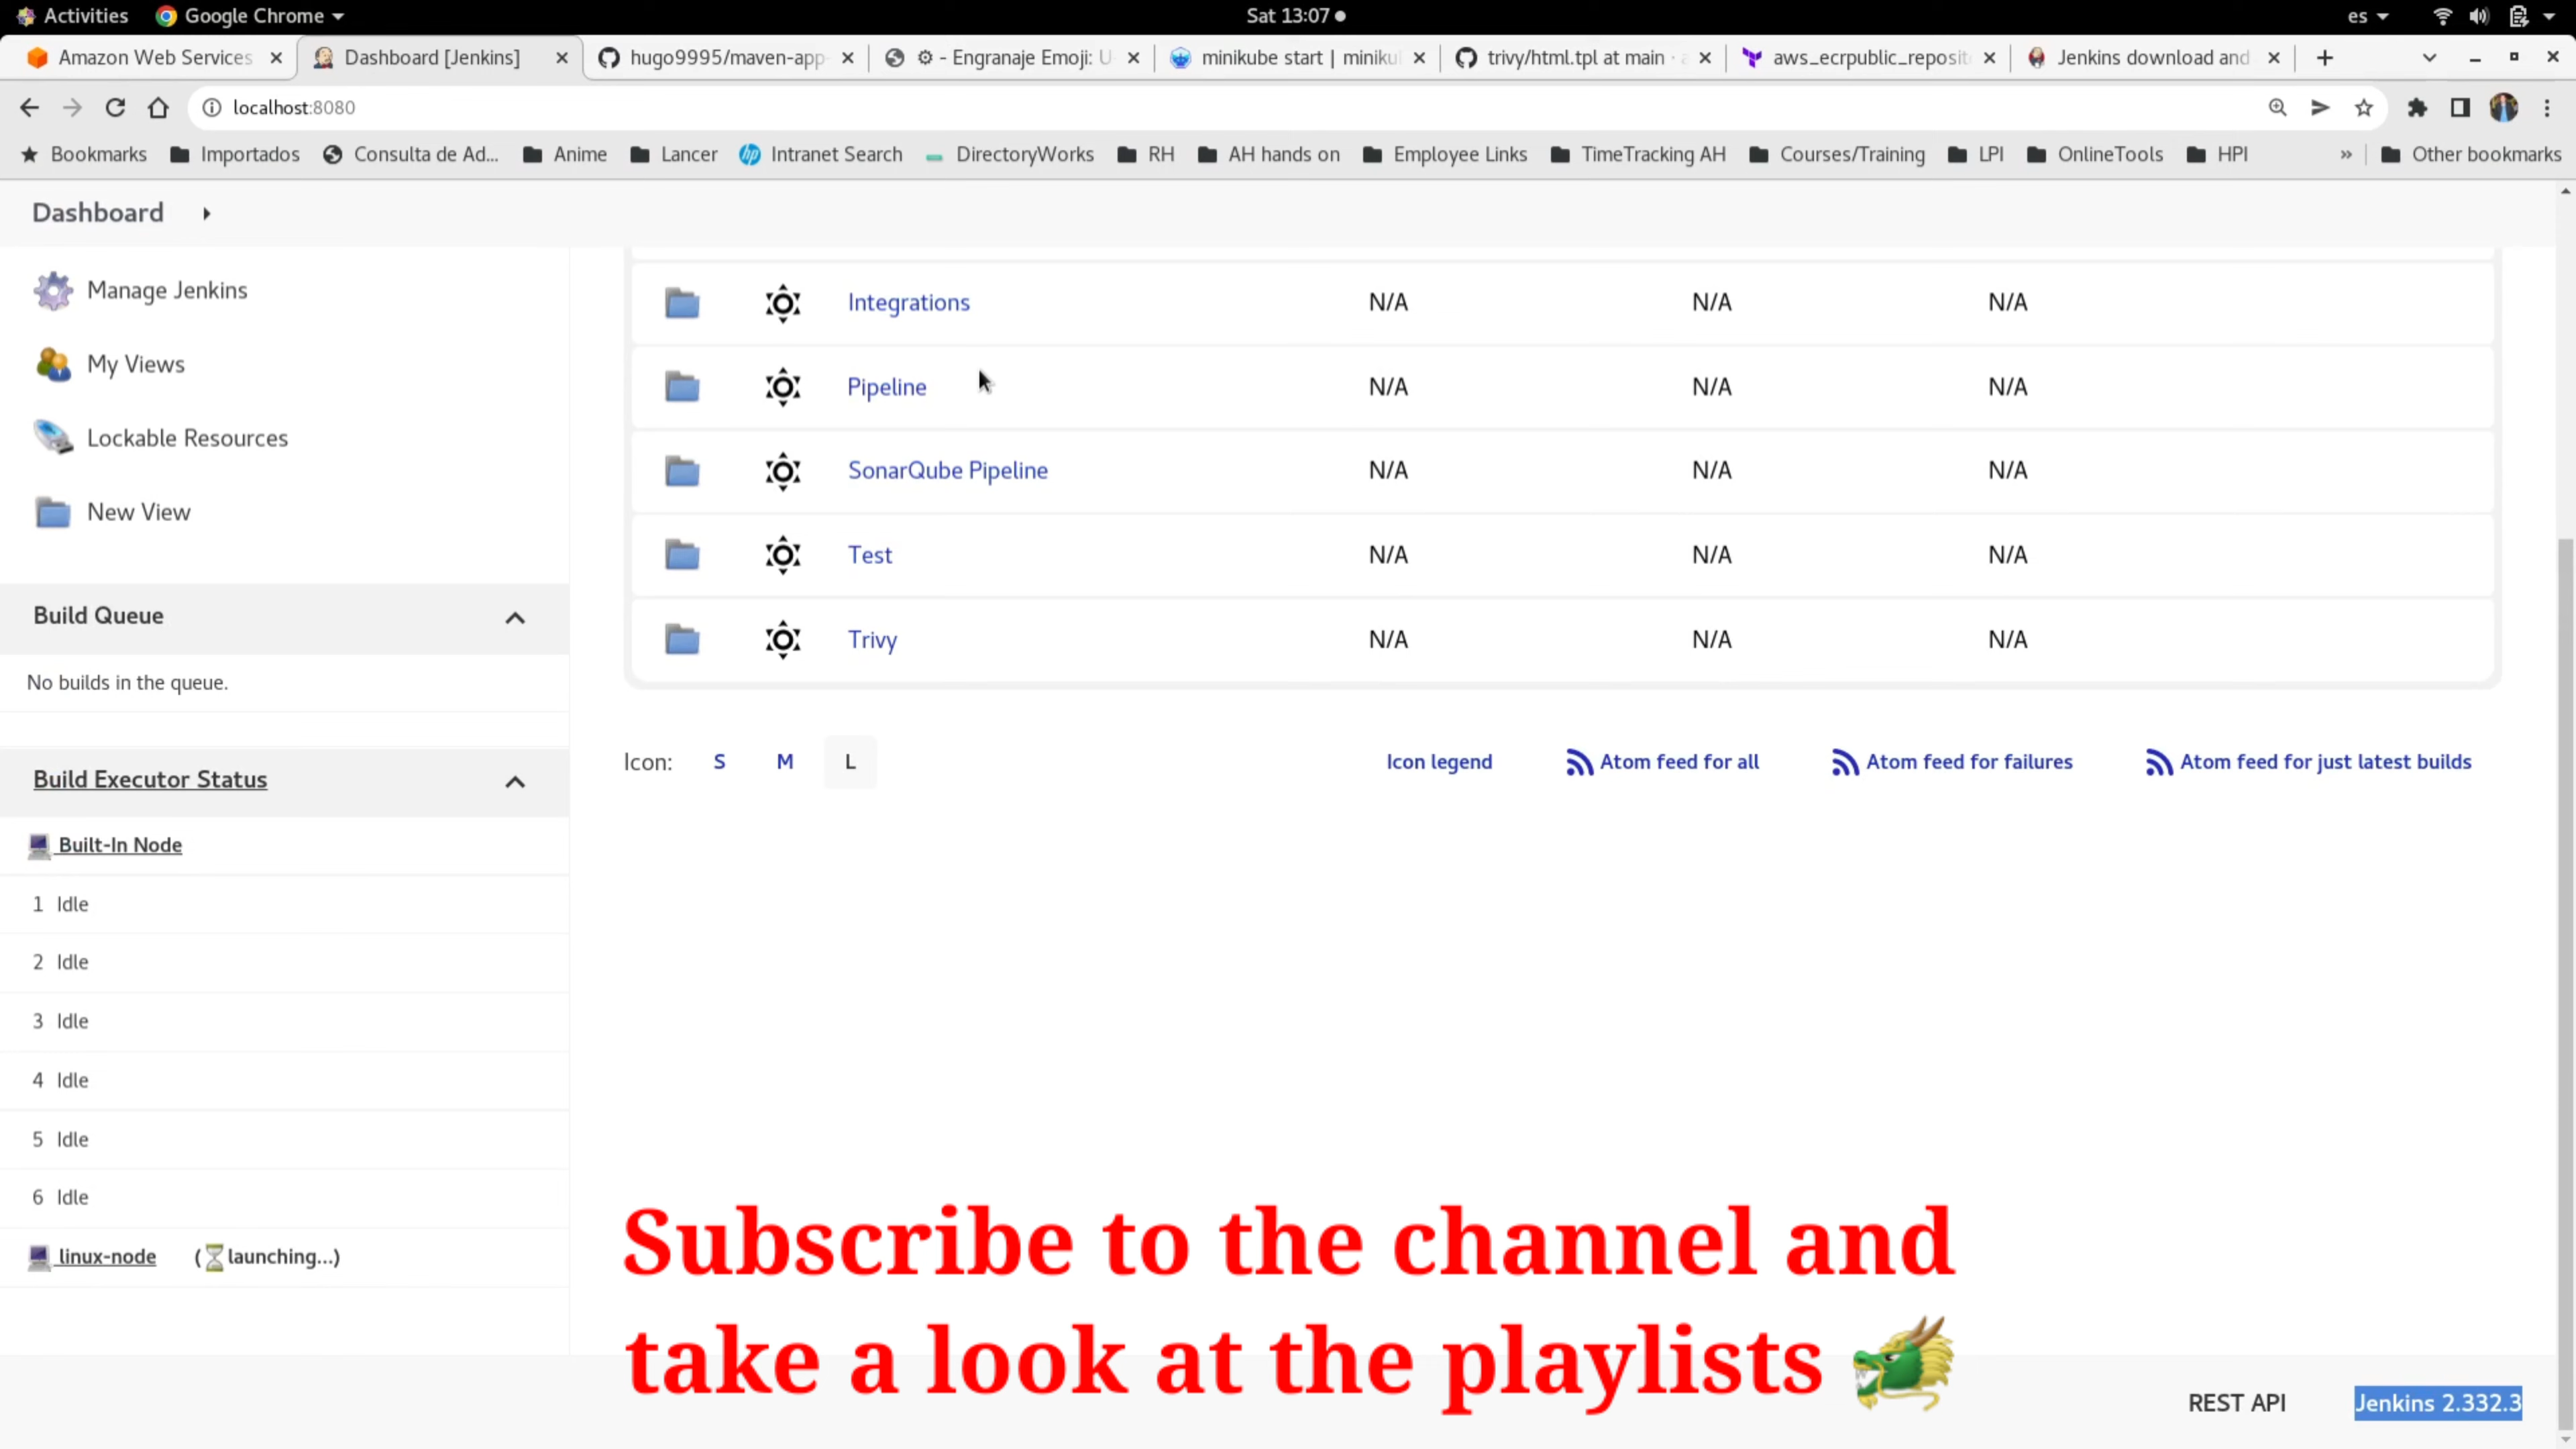 Activities Google Chrome Sat 13:07 es
Amazon Web Services Dashboard [Jenkins] hugo9995/maven-app- ⚙ - Engranaje Emoji: U minikube start | miniku trivy/html.tpl at main · a aws_ecrpublic_reposit Jenkins download and
localhost:8080
Bookmarks Importados Consulta de Ad... Anime Lancer Intranet Search DirectoryWorks RH AH hands on Employee Links TimeTracking AH Courses/Training LPI OnlineTools HPI » Other bookmarks
Dashboard
Manage Jenkins
My Views
Lockable Resources
New View
Build Queue
No builds in the queue.
Build Executor Status
Built-In Node
1 Idle
2 Idle
3 Idle
4 Idle
5 Idle
6 Idle
linux-node (⏳launching...)
Integrations N/A N/A N/A
Pipeline N/A N/A N/A
SonarQube Pipeline N/A N/A N/A
Test N/A N/A N/A
Trivy N/A N/A N/A
Icon: S M L Icon legend Atom feed for all Atom feed for failures Atom feed for just latest builds
Subscribe to the channel and
take a look at the playlists 🐲
REST API Jenkins 2.332.3